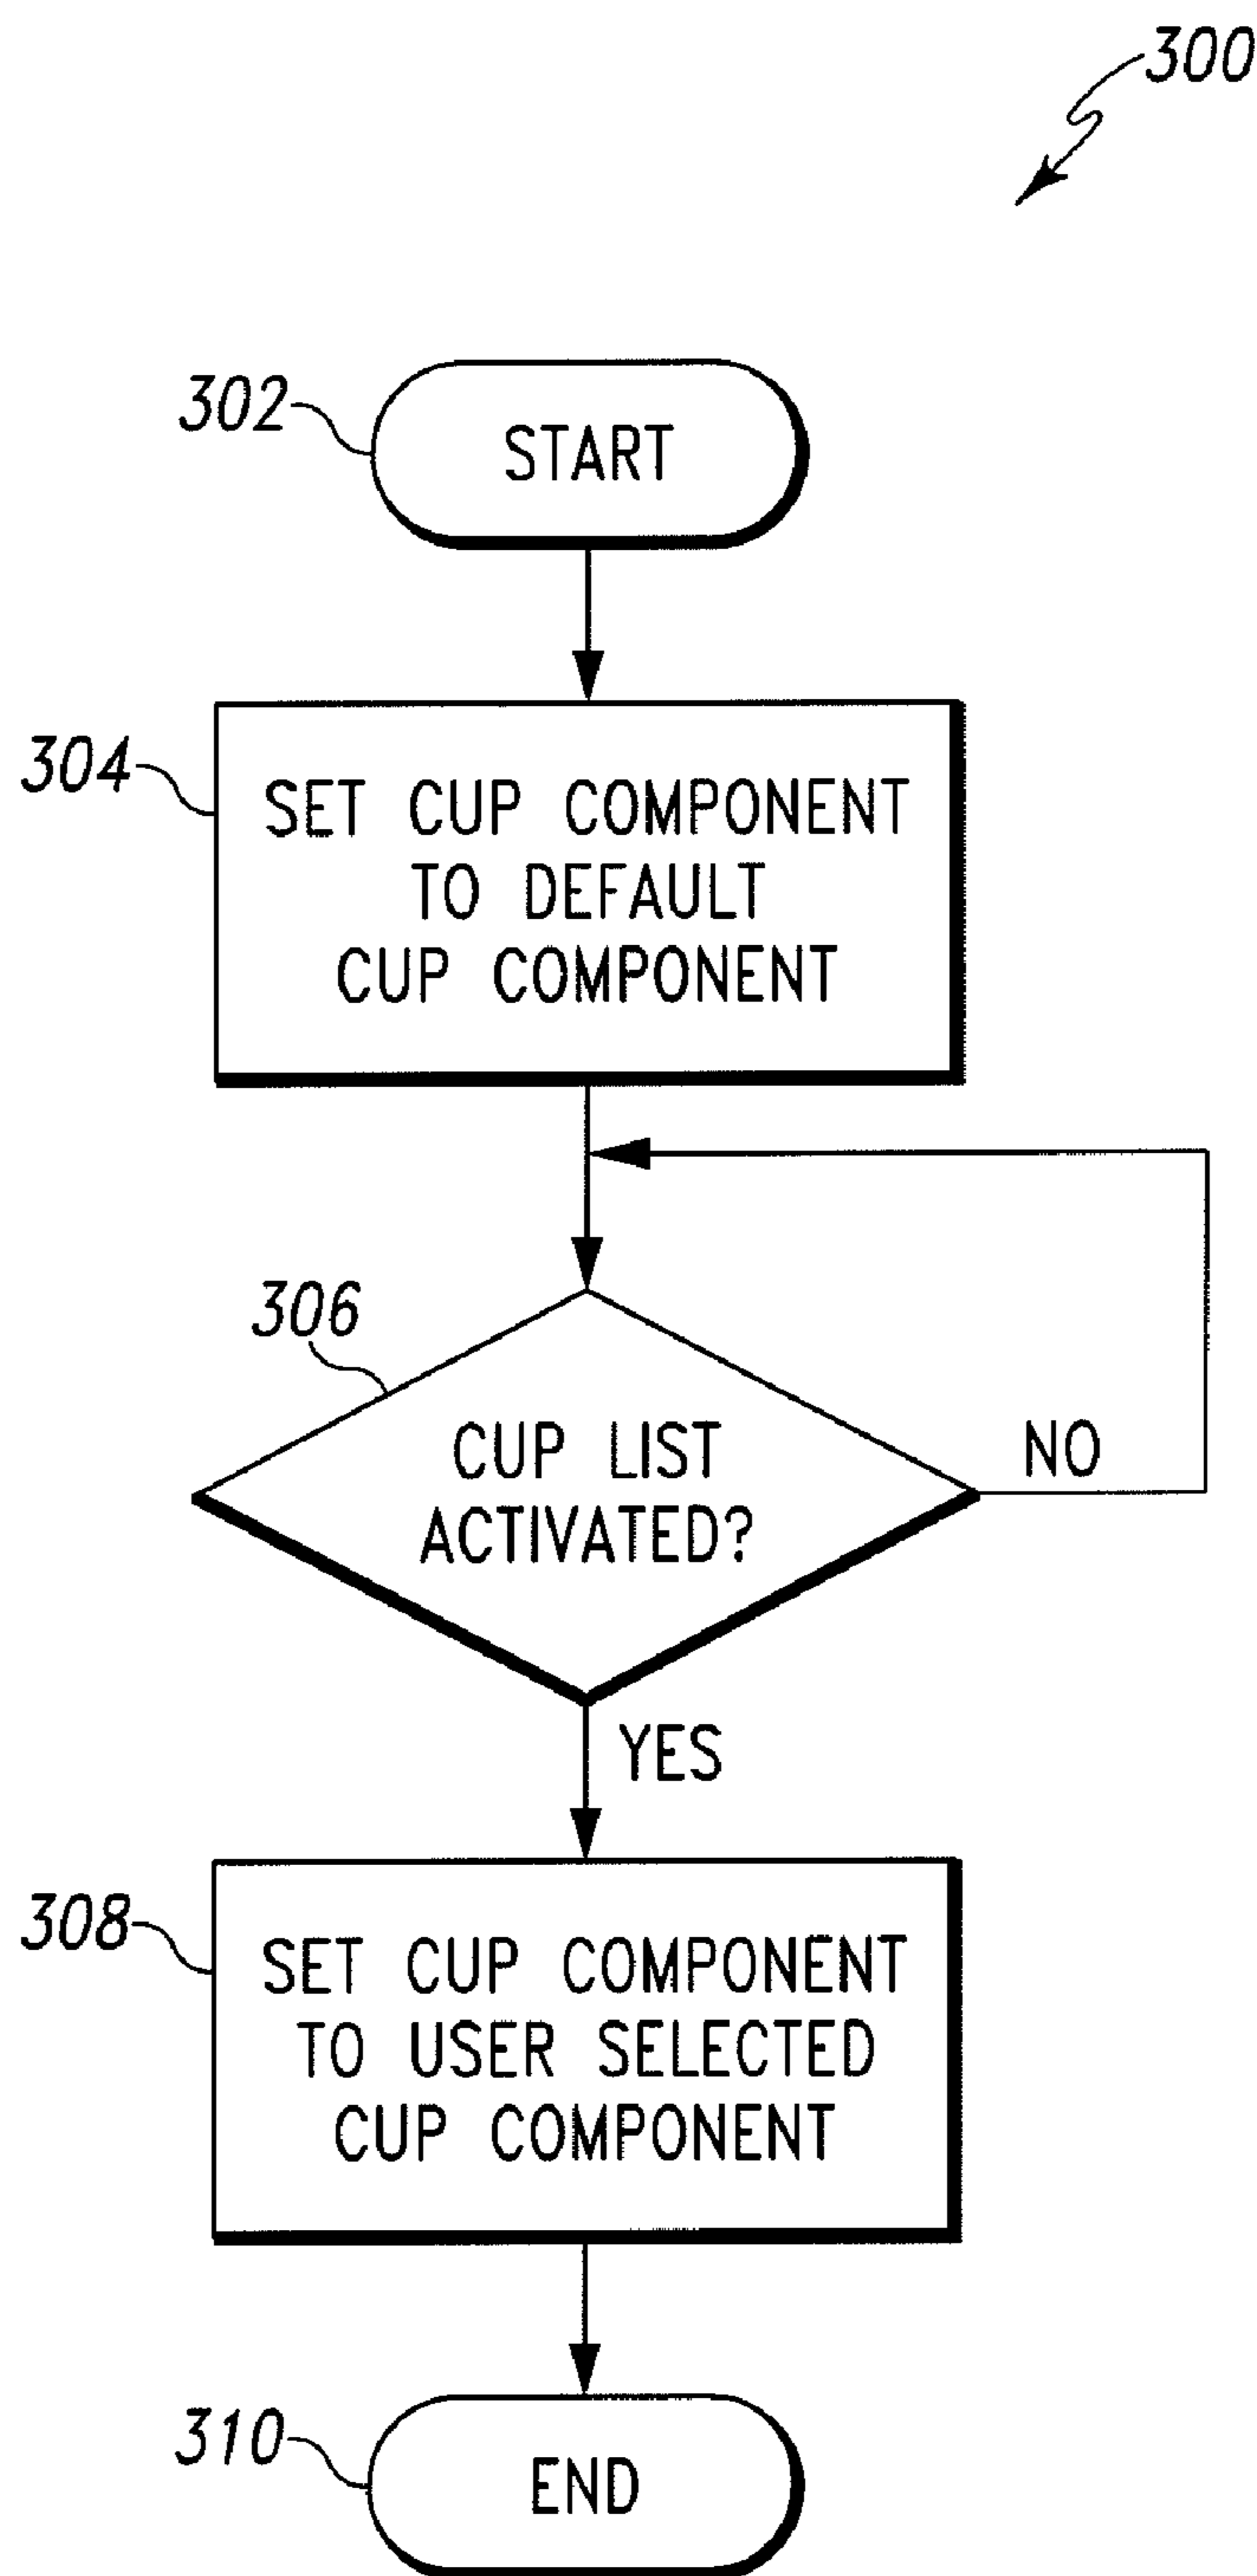 300
302
START
304
SET CUP COMPONENT
TO DEFAULT
CUP COMPONENT
306
CUP LIST
ACTIVATED?
NO
YES
308
SET CUP COMPONENT
TO USER SELECTED
CUP COMPONENT
310
END